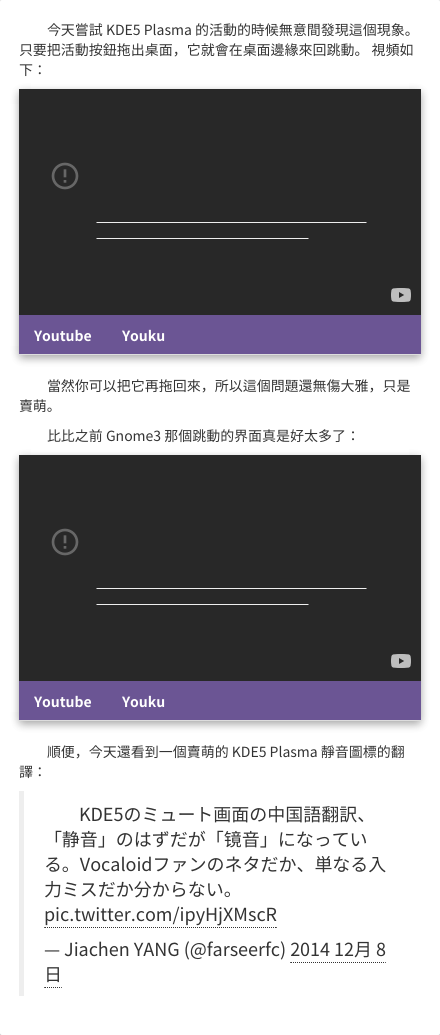 今天嘗試 KDE5 Plasma 的活動的時候無意間發現這個現象。
只要把活動按鈕拖出桌面，它就會在桌面邊緣來回跳動。 視頻如
下：
Youtube Youku
當然你可以把它再拖回來，所以這個問題還無傷大雅，只是
賣萌。
比比之前 Gnome3 那個跳動的界面真是好太多了：
Youtube Youku
順便，今天還看到一個賣萌的 KDE5 Plasma 靜音圖標的翻
譯：
KDE5のミュート画面の中国語翻訳、
「静音」のはずだが「镜音」になってい
る。Vocaloidファンのネタだか、単なる入
力ミスだか分からない。
pic.twitter.com/ipyHjXMscR
— Jiachen YANG (@farseerfc) 2014 12月 8
日